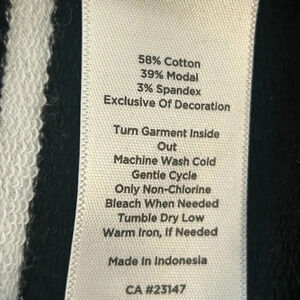 58% Cotton
39% Modal
3% Spandex
Exclusive Of Decoration
Turn Garment Inside
Out
Machine Wash Cold
Gentle Cycle
Only Non-Chlorine
Bleach When Needed
Tumble Dry Low
Warm Iron, If Needed
Made In Indonesia
CA #23147